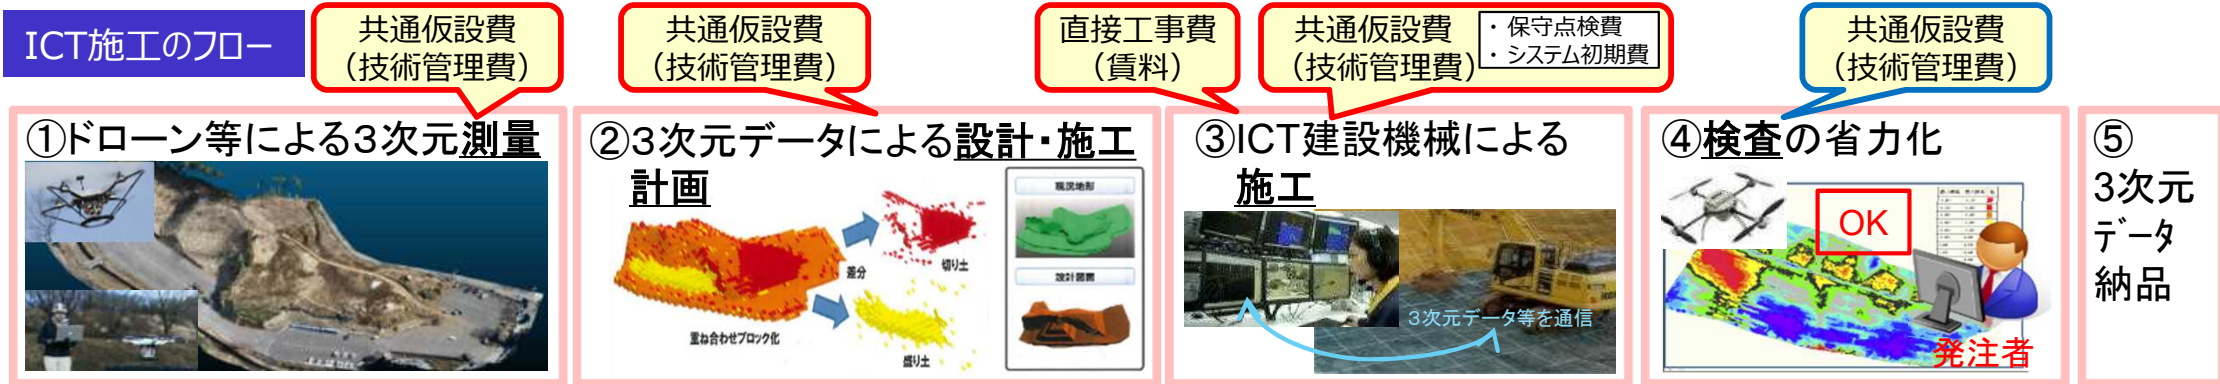 ICT施工のフロー
共通仮設費
（技術管理費）
共通仮設費
（技術管理費）
直接工事費
（賃料）
共通仮設費
（技術管理費）
・保守点検費
・システム初期費
共通仮設費
（技術管理費）
①ドローン等による3次元測量
②3次元データによる設計・施工
計画
差分
切り土
盛り土
重ね合わせブロック化
現況地形
設計図面
③ICT建設機械による
施工
3次元データ等を通信
④検査の省力化
OK
発注者
⑤
3次元
データ
納品